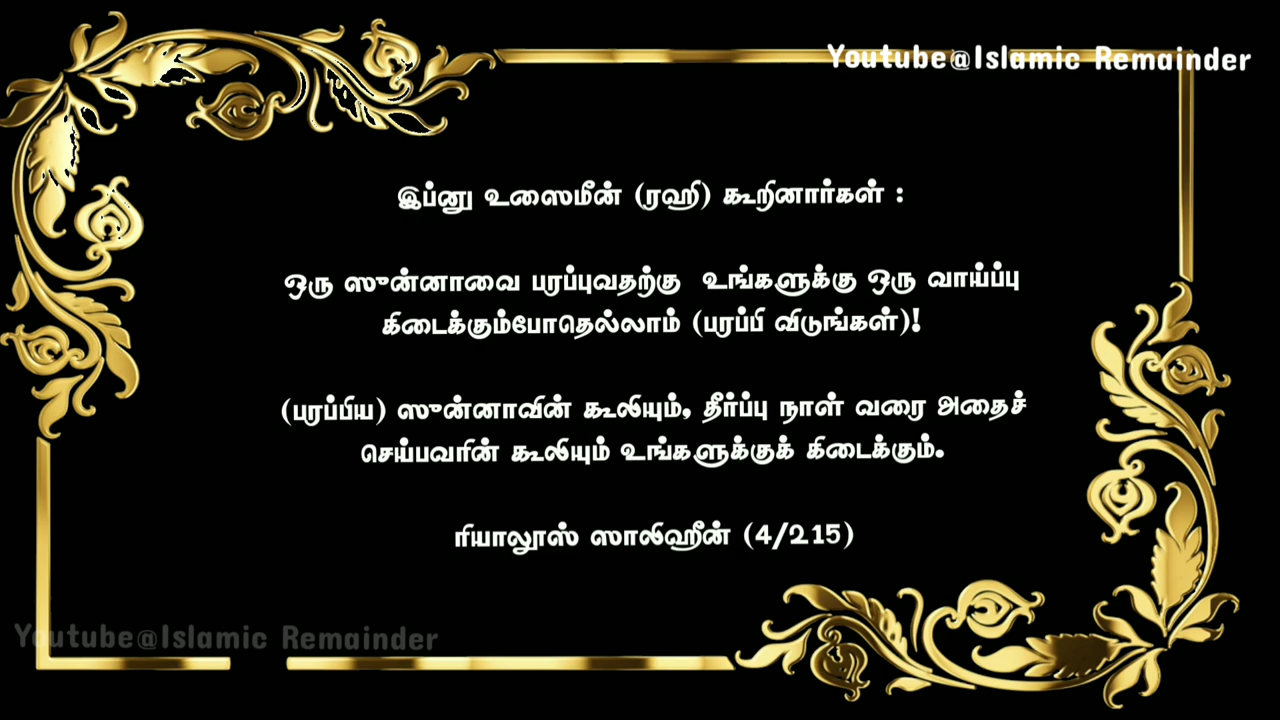 Youtube@Islamic Remainder
இப்னு உஸைமீன் (ரஹி) கூறினார்கள் :
ஒரு ஸுன்னாவை பரப்புவதற்கு உங்களுக்கு ஒரு வாய்ப்பு
கிடைக்கும்போதெல்லாம் (பரப்பி விடுங்கள்)!
(பரப்பிய) ஸுன்னாவின் கூலியும், தீர்ப்பு நாள் வரை அதைச்
செய்பவரின் கூலியும் உங்களுக்குக் கிடைக்கும்.
ரியாலூஸ் ஸாலிஹீன் (4/215)
Youtube@Islamic Remainder